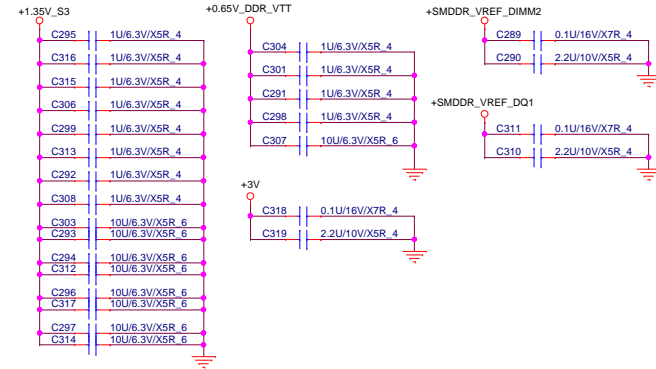 +1.35V_S3
C295 1U/6.3V/X5R_4
C316 1U/6.3V/X5R_4
C315 1U/6.3V/X5R_4
C306 1U/6.3V/X5R_4
C299 1U/6.3V/X5R_4
C313 1U/6.3V/X5R_4
C292 1U/6.3V/X5R_4
C308 1U/6.3V/X5R_4
C303 10U/6.3V/X5R_6
C293 10U/6.3V/X5R_6
C294 10U/6.3V/X5R_6
C312 10U/6.3V/X5R_6
C296 10U/6.3V/X5R_6
C317 10U/6.3V/X5R_6
C297 10U/6.3V/X5R_6
C314 10U/6.3V/X5R_6
+0.65V_DDR_VTT
C304 1U/6.3V/X5R_4
C301 1U/6.3V/X5R_4
C291 1U/6.3V/X5R_4
C298 1U/6.3V/X5R_4
C307 10U/6.3V/X5R_6
+3V
C318 0.1U/16V/X7R_4
C319 2.2U/10V/X5R_4
+SMDDR_VREF_DIMM2
C289 0.1U/16V/X7R_4
C290 2.2U/10V/X5R_4
+SMDDR_VREF_DQ1
C311 0.1U/16V/X7R_4
C310 2.2U/10V/X5R_4